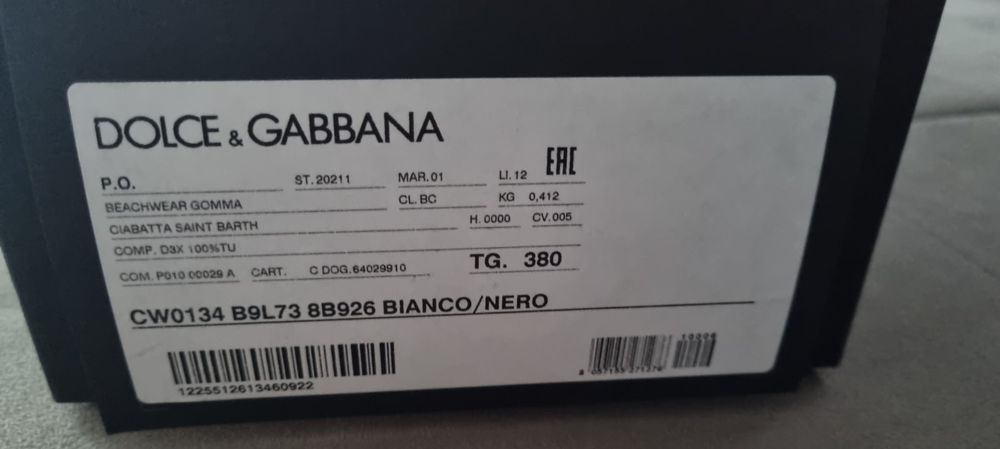 DOLCE & GABBANA
P.O. ST. 20211 MAR. 01 LI. 12 EAC
BEACHWEAR GOMMA CL. BC KG 0,412
CIABATTA SAINT BARTH H. 0000 CV. 005
COMP. D3X 100%TU
COM. P010 00029 A CART. C DOG. 64029910 TG. 380
CW0134 B9L73 8B926 BIANCO/NERO
1225512613460922